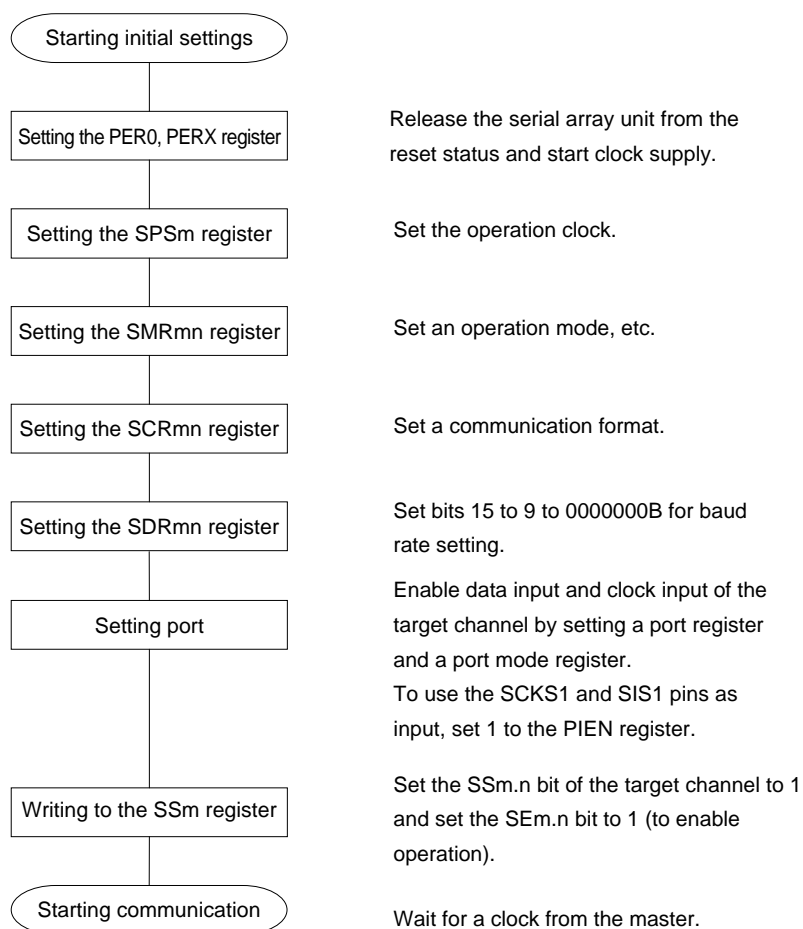 Starting initial settings
Setting the PER0, PERX register
Release the serial array unit from the
reset status and start clock supply.
Setting the SPSm register
Set the operation clock.
Setting the SMRmn register
Set an operation mode, etc.
Setting the SCRmn register
Set a communication format.
Setting the SDRmn register
Set bits 15 to 9 to 0000000B for baud
rate setting.
Setting port
Enable data input and clock input of the
target channel by setting a port register
and a port mode register.
To use the SCKS1 and SIS1 pins as
input, set 1 to the PIEN register.
Writing to the SSm register
Set the SSm.n bit of the target channel to 1
and set the SEm.n bit to 1 (to enable
operation).
Starting communication
Wait for a clock from the master.